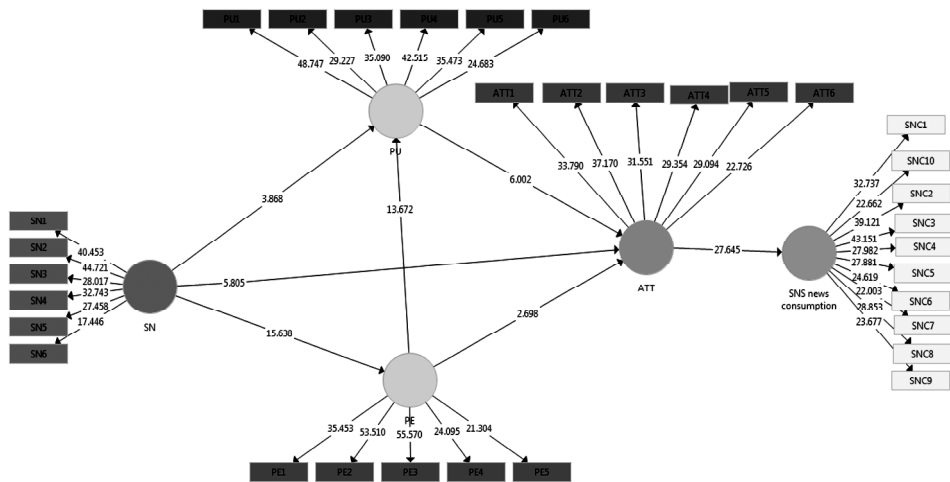 PU1 PU2 PU3 PU4 PU5 PU6
48.747 29.227 35.090 42.515 35.473 24.683
PU
ATT1 ATT2 ATT3 ATT4 ATT5 ATT6
33.790 37.170 31.551 29.354 29.094 22.726
ATT
SNC1
SNC10
SNC2
SNC3
SNC4
SNC5
SNC6
SNC7
SNC8
SNC9
32.737
22.662
39.121
43.151
27.982
27.881
24.619
22.003
28.853
23.677
SNS news
consumption
3.868
13.672
6.002
5.805
27.645
2.698
SN1
SN2
SN3
SN4
SN5
SN6
40.453
44.721
28.017
32.743
27.458
17.446
SN
PE
35.453 53.510 55.570 24.095 21.304
PE1 PE2 PE3 PE4 PE5